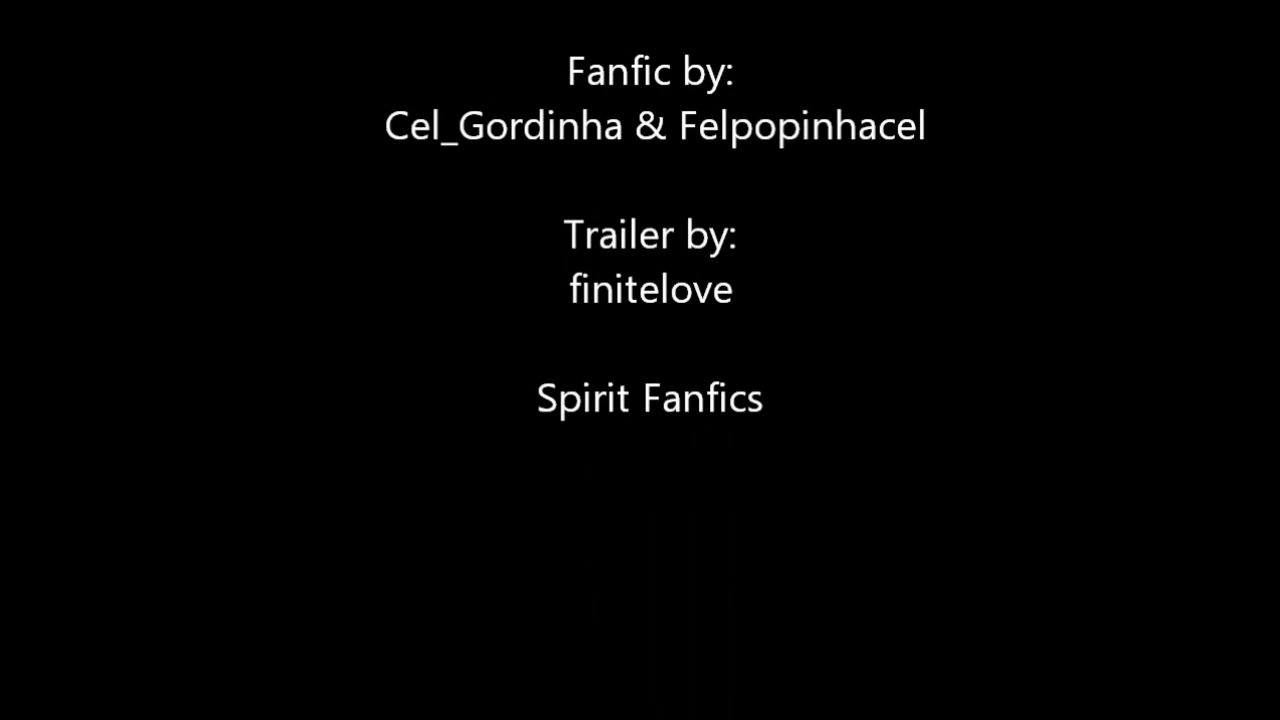 Fanfic by:
Cel_Gordinha & Felpopinhacel
Trailer by:
finitelove
Spirit Fanfics